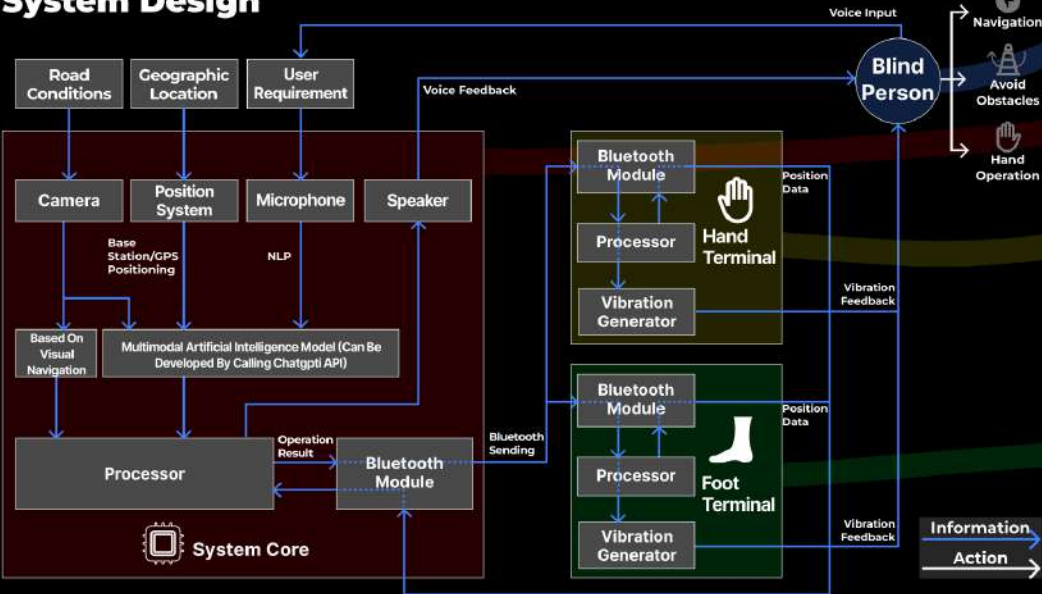 System Design
Voice Input
Navigation
Road
Conditions
Geographic
Location
User
Requirement
Voice Feedback
Blind
Person
Avoid
Obstacles
Hand
Operation
Camera
Position
System
Microphone
Speaker
Base
Station/GPS
Positioning
NLP
Based On
Visual
Navigation
Multimodal Artificial Intelligence Model (Can Be
Developed By Calling Chatgpti API)
Processor
Operation
Result
Bluetooth
Module
System Core
Bluetooth
Sending
Bluetooth
Module
Position
Data
Processor
Hand
Terminal
Vibration
Generator
Vibration
Feedback
Bluetooth
Module
Position
Data
Processor
Foot
Terminal
Vibration
Generator
Vibration
Feedback
Information
Action